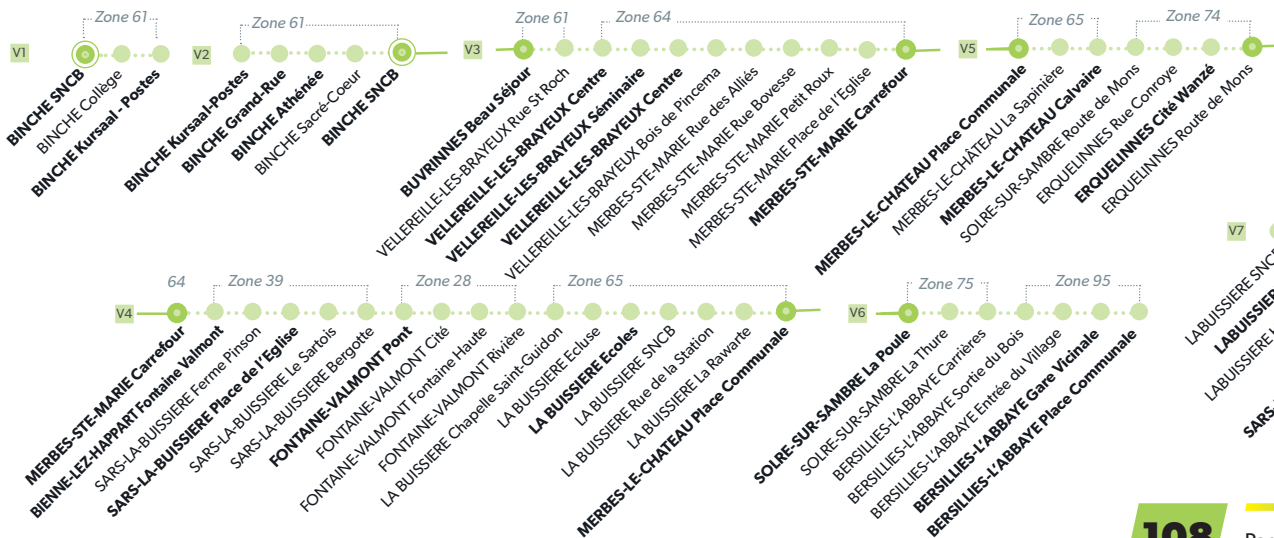 Zone 61
V1
BINCHE SNCB
BINCHE Collège
BINCHE Kursaal - Postes
Zone 61
V2
BINCHE Kursaal-Postes
BINCHE Grand-Rue
BINCHE Athénée
BINCHE Sacré-Coeur
BINCHE SNCB
Zone 61
Zone 64
V3
BUVRINNES Beau Séjour
VELLEREILLE-LES-BRAYEUX Rue St Roch
VELLEREILLE-LES-BRAYEUX Centre
VELLEREILLE-LES-BRAYEUX Séminaire
VELLEREILLE-LES-BRAYEUX Centre
VELLEREILLE-LES-BRAYEUX Bois de Pincema
MERBES-STE-MARIE Rue des Alliés
MERBES-STE-MARIE Rue Bovesse
MERBES-STE-MARIE Petit Roux
MERBES-STE-MARIE Place de l'Eglise
MERBES-STE-MARIE Carrefour
Zone 65
Zone 74
V5
MERBES-LE-CHATEAU Place Communale
MERBES-LE-CHÂTEAU La Sapinière
MERBES-LE-CHATEAU Calvaire
SOLRE-SUR-SAMBRE Route de Mons
ERQUELINNES Rue Conroye
ERQUELINNES Cité Wanzé
ERQUELINNES Route de Mons
64
Zone 39
Zone 28
Zone 65
V4
MERBES-STE-MARIE Carrefour
BIENNE-LEZ-HAPPART Fontaine Valmont
SARS-LA-BUISSIERE Ferme Pinson
SARS-LA-BUISSIERE Place de l'Eglise
SARS-LA-BUISSIERE Le Sartois
SARS-LA-BUISSIERE Bergotte
FONTAINE-VALMONT Pont
FONTAINE-VALMONT Cité
FONTAINE-VALMONT Fontaine Haute
FONTAINE-VALMONT Rivière
LA BUISSIERE Chapelle Saint-Guidon
LA BUISSIERE Ecluse
LA BUISSIERE Ecoles
LA BUISSIERE SNCB
LA BUISSIERE Rue de la Station
LA BUISSIERE La Rawarte
MERBES-LE-CHATEAU Place Communale
Zone 75
Zone 95
V6
SOLRE-SUR-SAMBRE La Poule
SOLRE-SUR-SAMBRE La Thure
BERSILLIES-L'ABBAYE Carrières
BERSILLIES-L'ABBAYE Sortie du Bois
BERSILLIES-L'ABBAYE Entrée du Village
BERSILLIES-L'ABBAYE Gare Vicinale
BERSILLIES-L'ABBAYE Place Communale
V7
LABUISSIERE SNCB
LABUISSIER
LABUISSIERE
SARS-
108